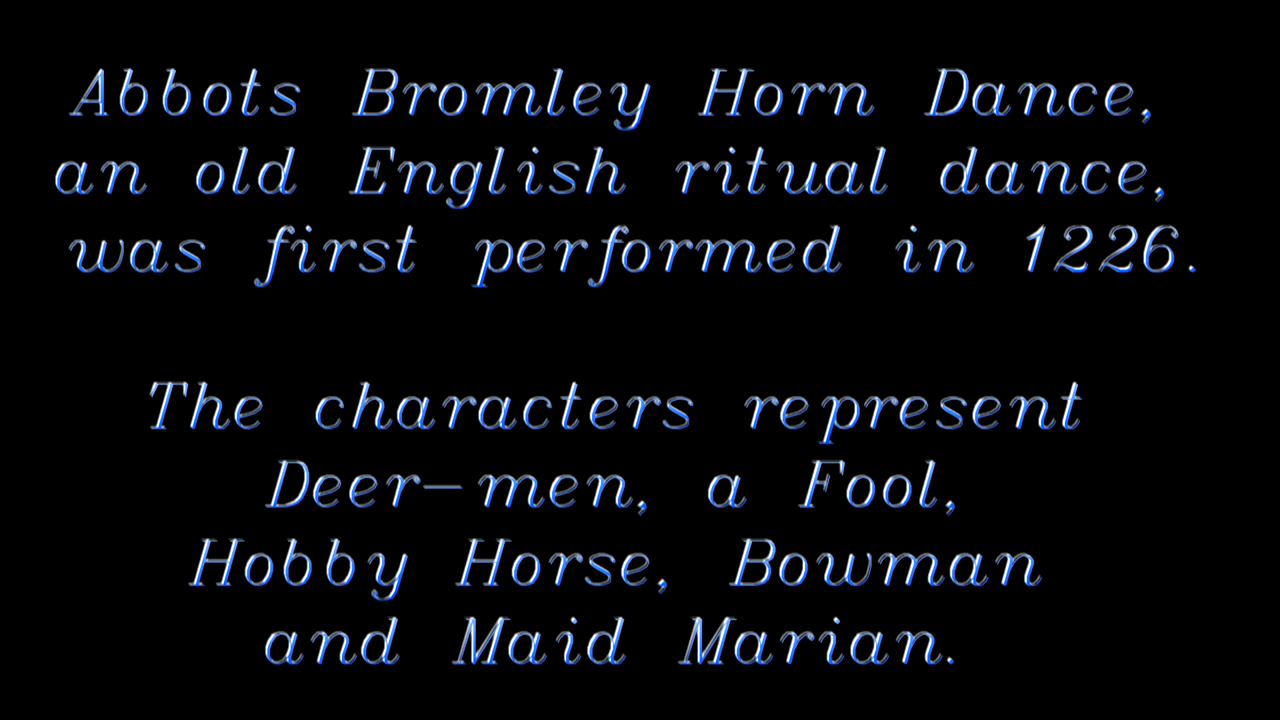 Abbots Bromley Horn Dance,
an old English ritual dance,
was first performed in 1226.
The characters represent
Deer-men, a Fool,
Hobby Horse, Bowman
and Maid Marian.